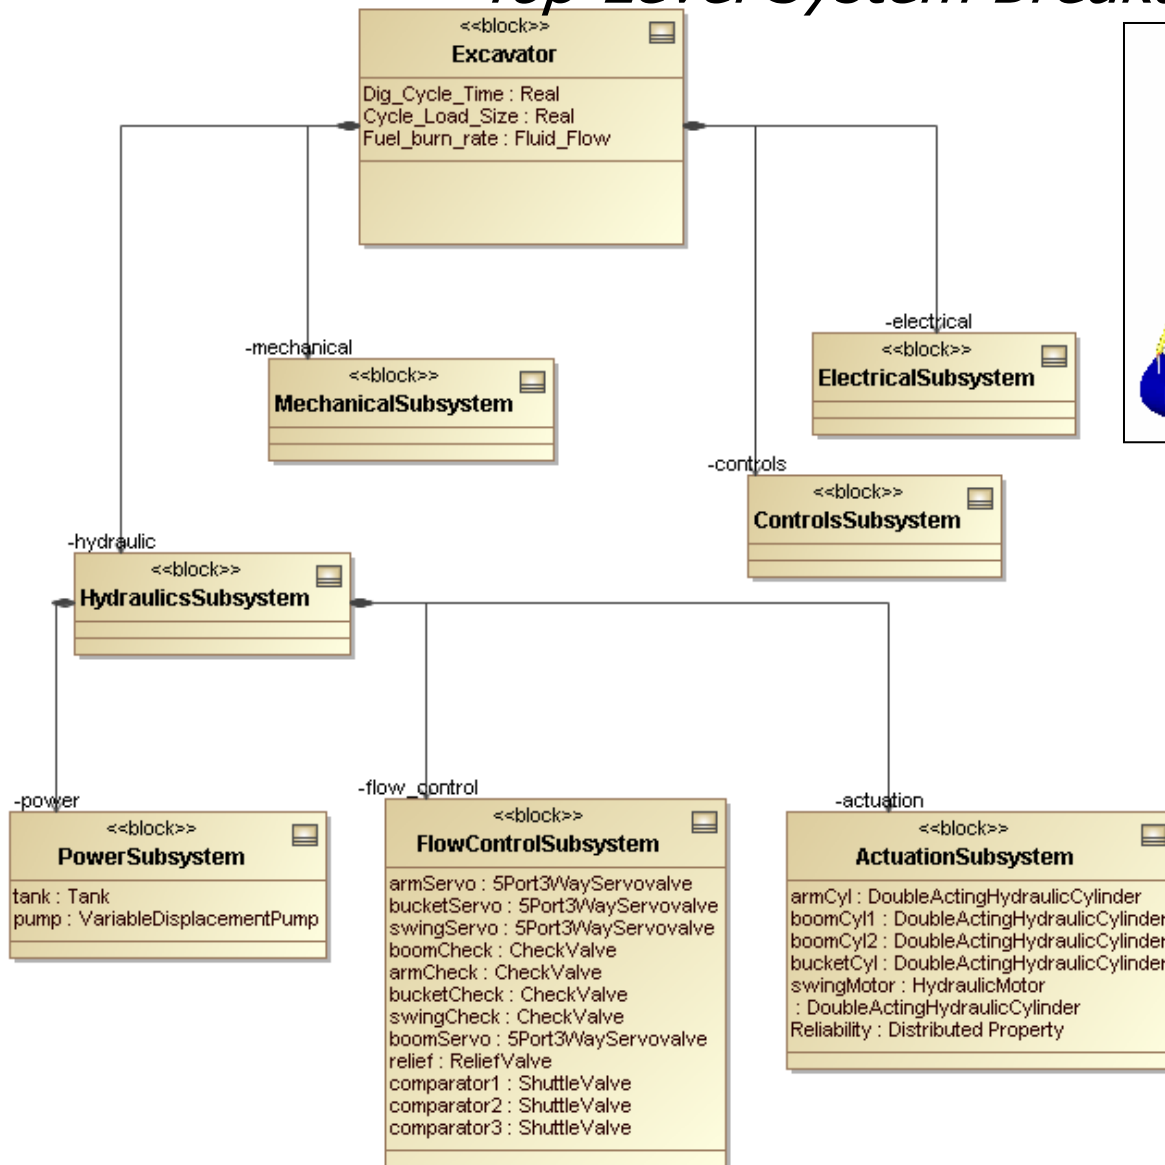 Top-Level System
<<block>>
Excavator
Dig_Cycle_Time : Real
Cycle_Load_Size : Real
Fuel_burn_rate : Fluid_Flow
-electrical
<<block>>
ElectricalSubsystem
-mechanical
<<block>>
MechanicalSubsystem
-controls
<<block>>
ControlsSubsystem
-hydraulic
<<block>>
HydraulicsSubsystem
-power
<<block>>
PowerSubsystem
tank : Tank
pump : VariableDisplacementPump
-flow_control
<<block>>
FlowControlSubsystem
armServo : 5Port3WayServovalve
bucketServo : 5Port3WayServovalve
swingServo : 5Port3WayServovalve
boomCheck : CheckValve
armCheck : CheckValve
bucketCheck : CheckValve
swingCheck : CheckValve
boomServo : 5Port3WayServovalve
relief : ReliefValve
comparator1 : ShuttleValve
comparator2 : ShuttleValve
comparator3 : ShuttleValve
-actuation
<<block>>
ActuationSubsystem
armCyl : DoubleActingHydraulicCylinder
boomCyl1 : DoubleActingHydraulicCylinder
boomCyl2 : DoubleActingHydraulicCylinder
bucketCyl : DoubleActingHydraulicCylinder
swingMotor : HydraulicMotor
: DoubleActingHydraulicCylinder
Reliability : Distributed Property